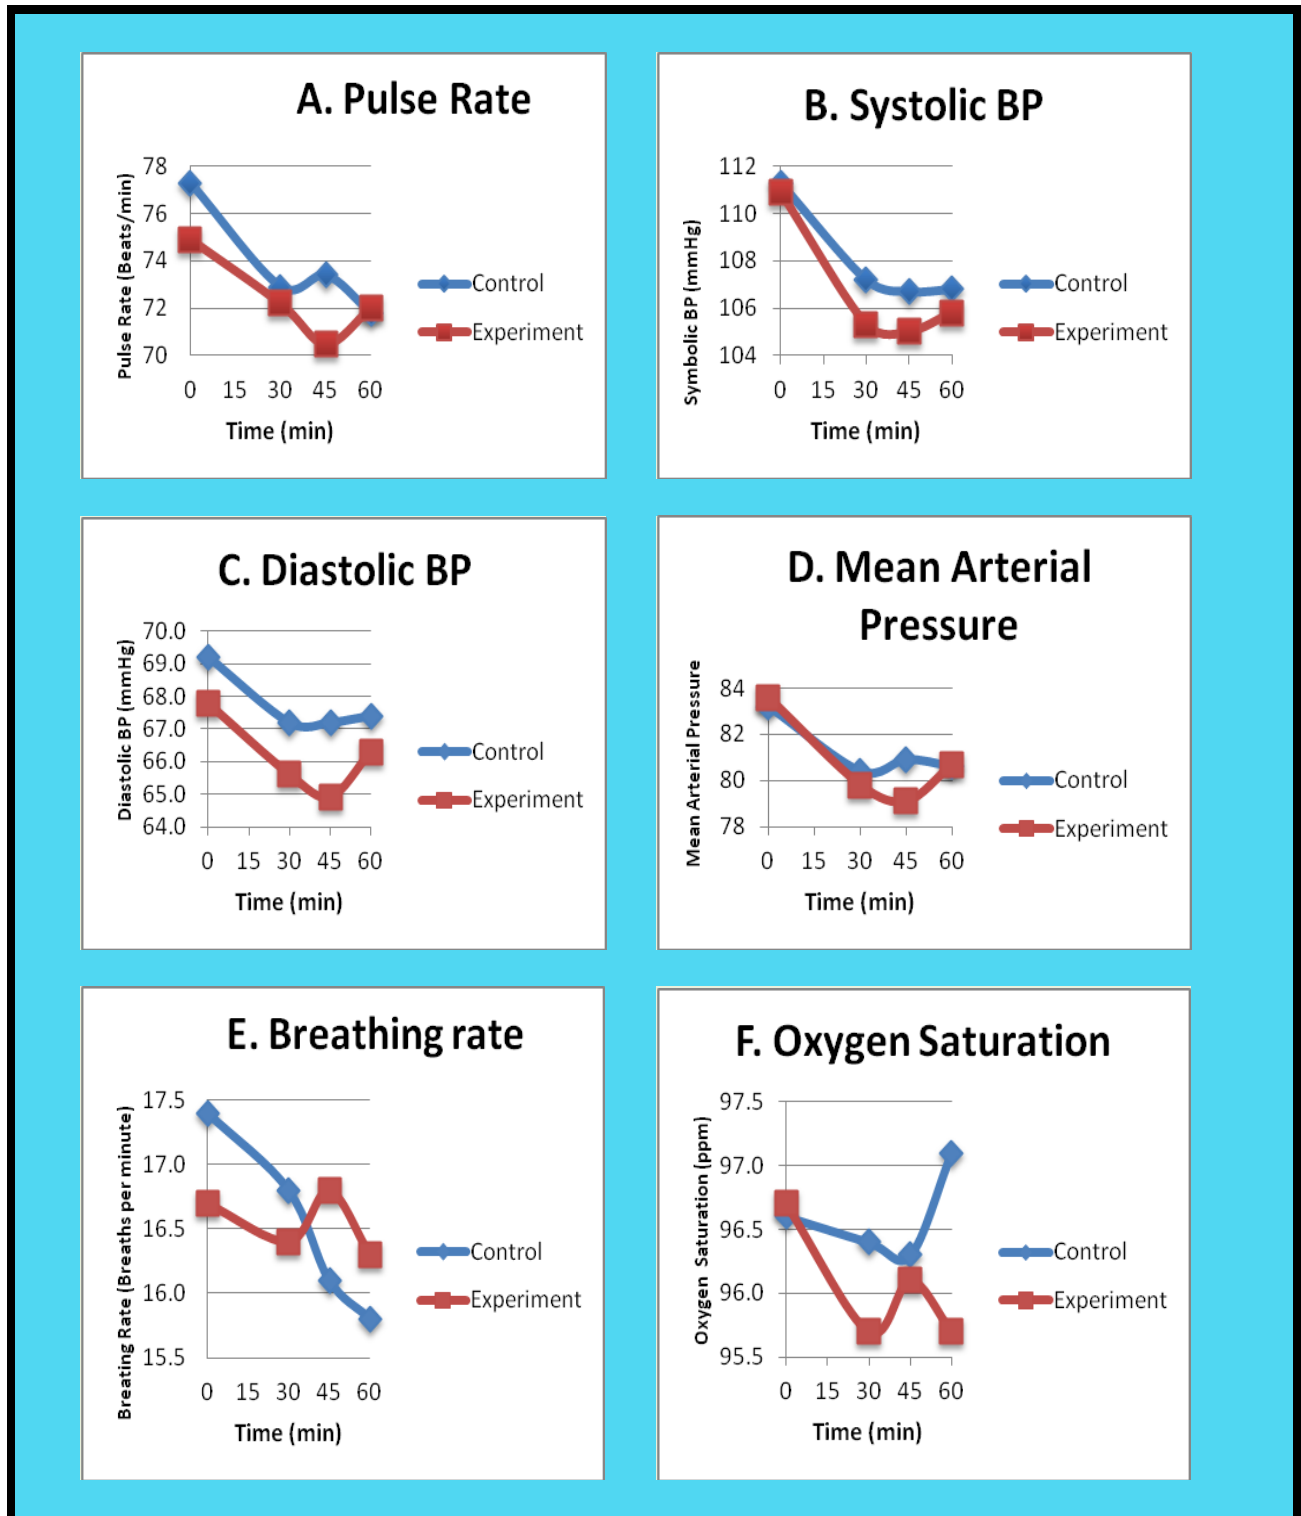 A. Pulse Rate
Pulse Rate (Beats/min)
78
76
74
72
70
0 15 30 45 60
Time (min)
Control
Experiment
B. Systolic BP
Symbolic BP (mmHg)
112
110
108
106
104
0 15 30 45 60
Time (min)
Control
Experiment
C. Diastolic BP
Diastolic BP (mmHg)
70.0
69.0
68.0
67.0
66.0
65.0
64.0
0 15 30 45 60
Time (min)
Control
Experiment
D. Mean Arterial
Pressure
Mean Arterial Pressure
84
82
80
78
0 15 30 45 60
Time (min)
Control
Experiment
E. Breathing rate
Breating Rate (Breaths per minute)
17.5
17.0
16.5
16.0
15.5
0 15 30 45 60
Time (min)
Control
Experiment
F. Oxygen Saturation
Oxygen Saturation (ppm)
97.5
97.0
96.5
96.0
95.5
0 15 30 45 60
Time (min)
Control
Experiment